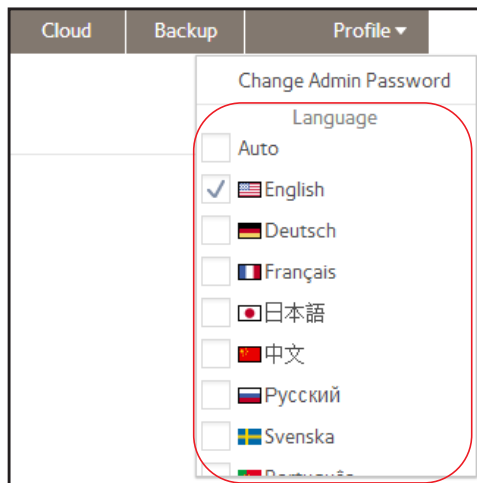 Cloud Backup Profile
Change Admin Password
Language
Auto
English
Deutsch
Français
日本語
中文
Русский
Svenska